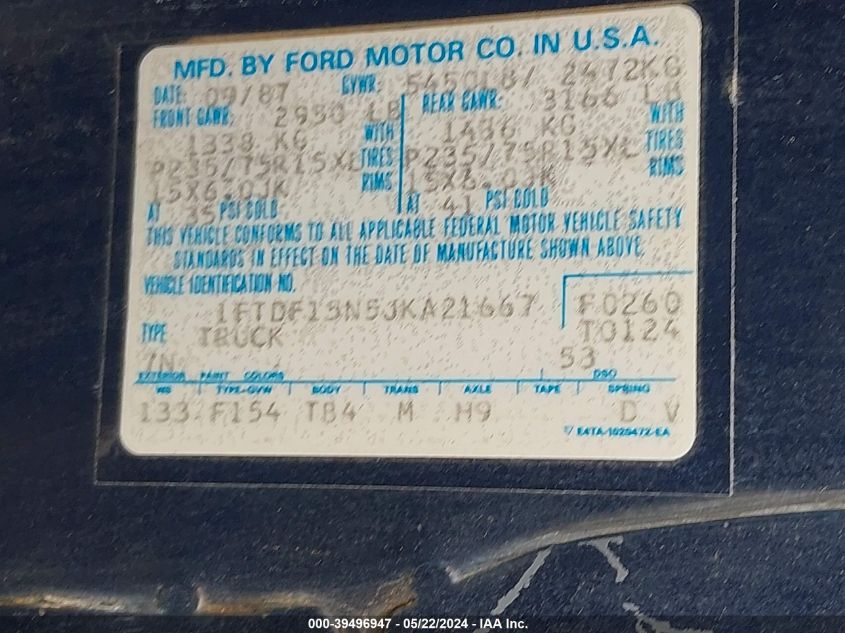 MFD. BY FORD MOTOR CO. IN U.S.A.
DATE: 09/87 GVWR: 5450LB/ 2472KG
FRONT GAWR: 2950 LB REAR GAWR: 3166 LB
1338 KG WITH 1436 KG WITH
P235/75R15XL TIRES P235/75R15XL TIRES
15X6.0JK RIMS 15X6.0JK RIMS
AT 35 PSI COLD AT 41 PSI COLD
THIS VEHICLE CONFORMS TO ALL APPLICABLE FEDERAL MOTOR VEHICLE SAFETY
STANDARDS IN EFFECT ON THE DATE OF MANUFACTURE SHOWN ABOVE.
VEHICLE IDENTIFICATION NO.
1FTDF15N5JKA21667 F0260
TYPE TRUCK T0124
7N 53
EXTERIOR PAINT COLORS DSO
WB TYPE-GVW BODY TRANS AXLE TAPE SPRING
133 F154 TB4 M H9 D V
E4TA-1020472-EA
000-39496947 - 05/22/2024 - IAA Inc.